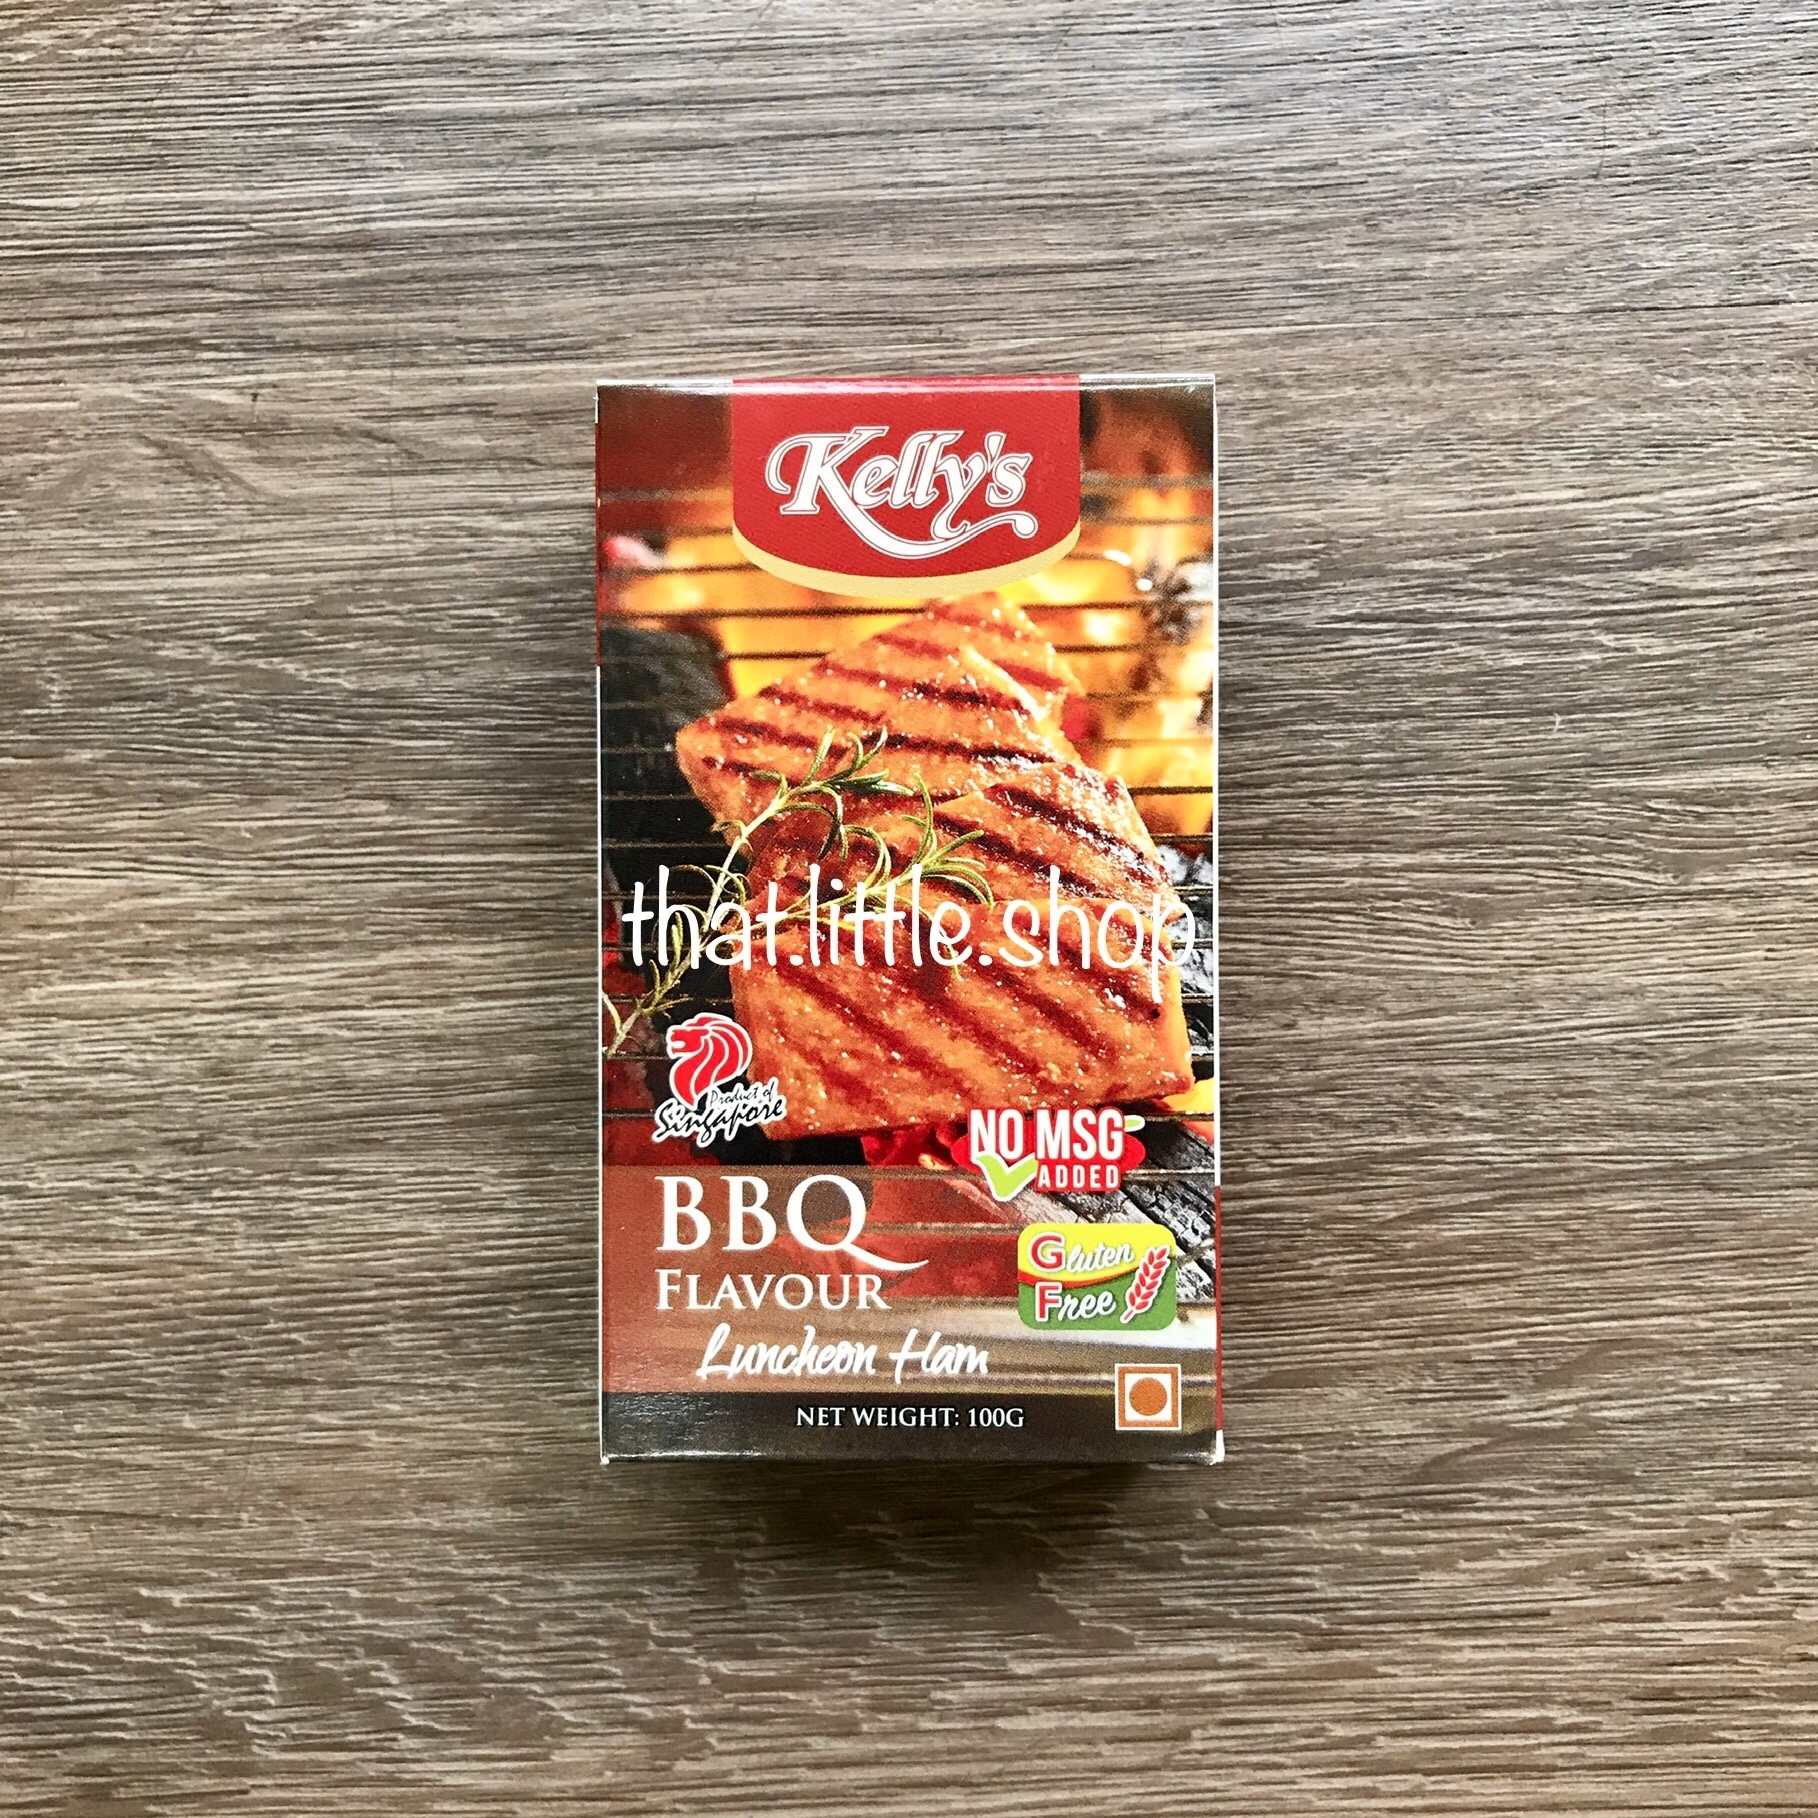 Kelly's
that.little.shop
Product of
Singapore
NO MSG
ADDED
BBQ
FLAVOUR
Gluten
Free
Luncheon Ham
NET WEIGHT: 100G